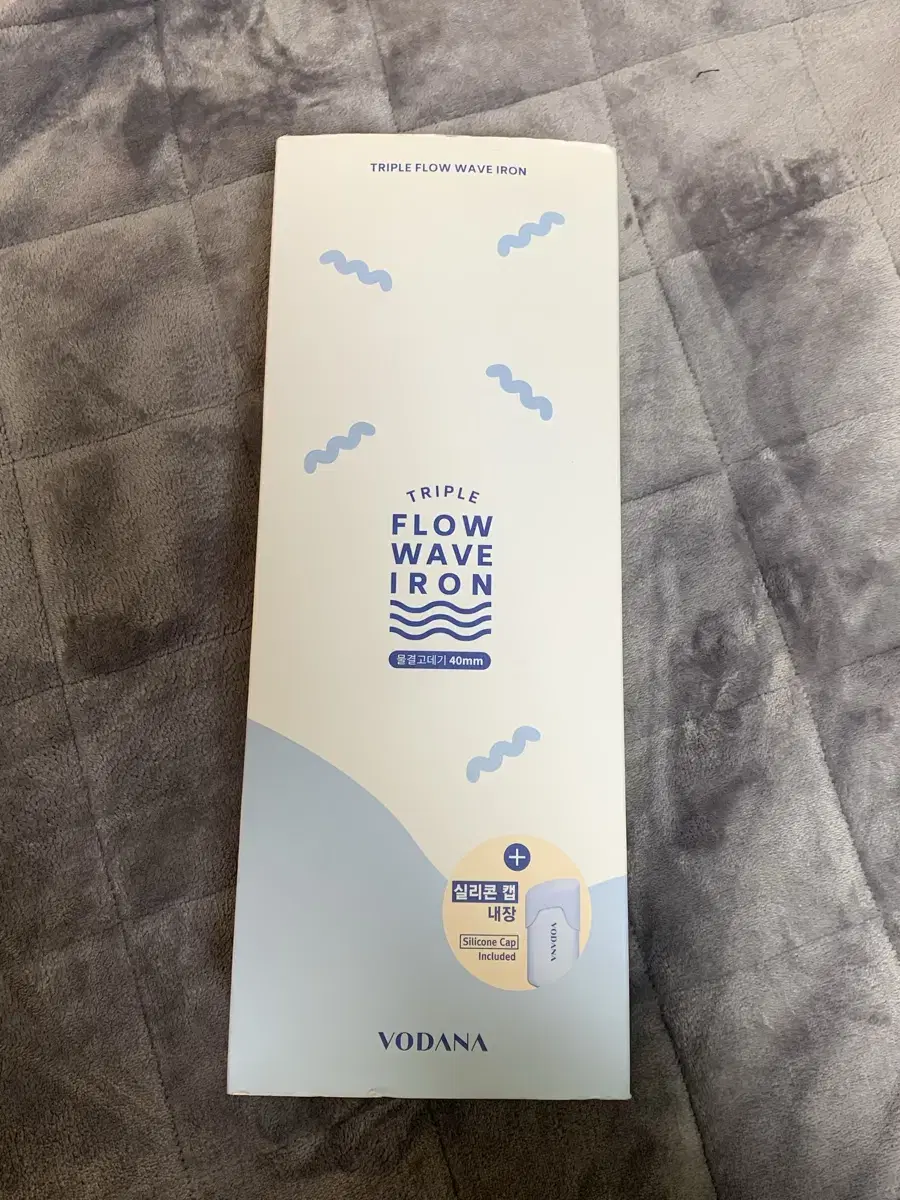 TRIPLE FLOW WAVE IRON
TRIPLE
FLOW
WAVE
IRON
물결고데기 40mm
+
실리콘 캡
내장
Silicone Cap
Included
VODANA
VODANA